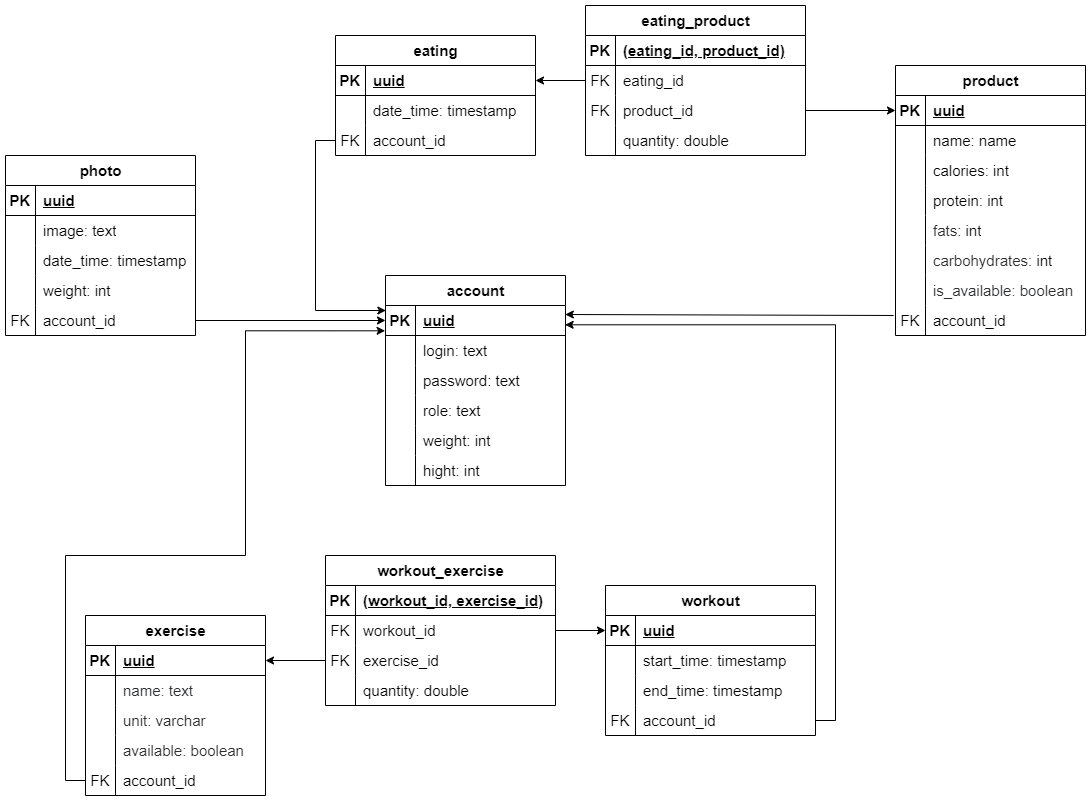 eating_product
PK (eating_id, product_id)
FK eating_id
FK product_id
quantity: double
eating
PK uuid
date_time: timestamp
FK account_id
product
PK uuid
name: name
calories: int
protein: int
fats: int
carbohydrates: int
is_available: boolean
FK account_id
photo
PK uuid
image: text
date_time: timestamp
weight: int
FK account_id
account
PK uuid
login: text
password: text
role: text
weight: int
hight: int
workout_exercise
PK (workout_id, exercise_id)
FK workout_id
FK exercise_id
quantity: double
workout
PK uuid
start_time: timestamp
end_time: timestamp
FK account_id
exercise
PK uuid
name: text
unit: varchar
available: boolean
FK account_id